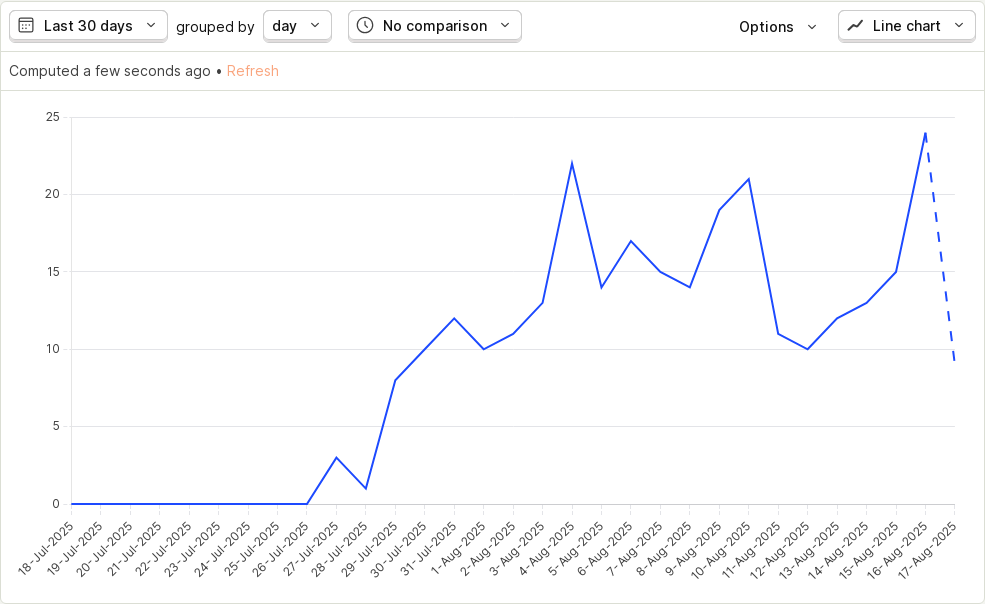 Last 30 days grouped by day No comparison Options Line chart
Computed a few seconds ago • Refresh
25
20
15
10
5
0
18-Jul-2025
19-Jul-2025
20-Jul-2025
21-Jul-2025
22-Jul-2025
23-Jul-2025
24-Jul-2025
25-Jul-2025
26-Jul-2025
27-Jul-2025
28-Jul-2025
29-Jul-2025
30-Jul-2025
31-Jul-2025
1-Aug-2025
2-Aug-2025
3-Aug-2025
4-Aug-2025
5-Aug-2025
6-Aug-2025
7-Aug-2025
8-Aug-2025
9-Aug-2025
10-Aug-2025
11-Aug-2025
12-Aug-2025
13-Aug-2025
14-Aug-2025
15-Aug-2025
16-Aug-2025
17-Aug-2025